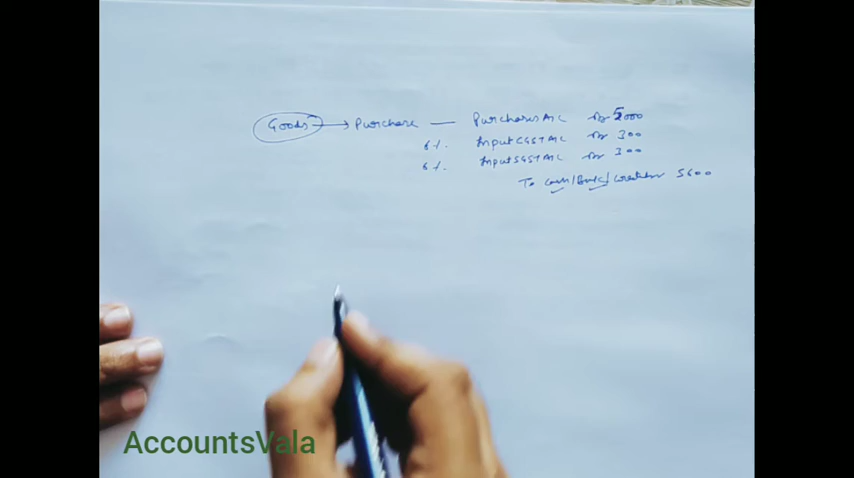 Goods → Purchase — Purchases A/c Dr 5000
6%. Input CGST A/c Dr 300
6%. Input SGST A/c Dr 300
To Cash/Bank/Creditor 5600
AccountsVala